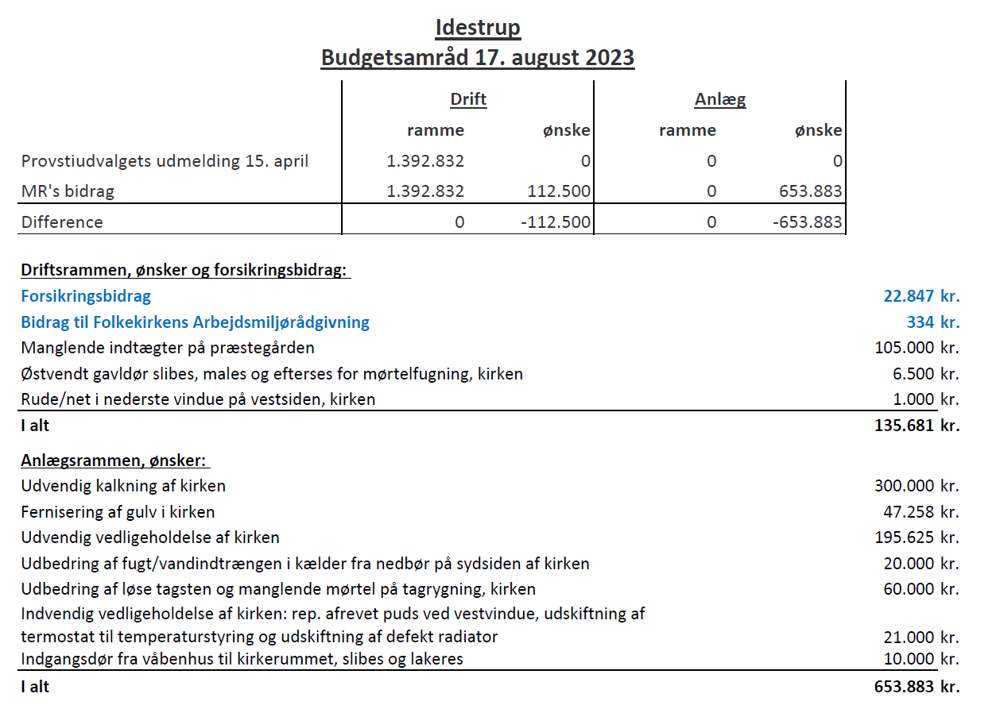 Idestrup
Budgetsamråd 17. august 2023
Drift Anlæg
ramme ønske ramme ønske
Provstiudvalgets udmelding 15. april 1.392.832 0 0 0
MR's bidrag 1.392.832 112.500 0 653.883
Difference 0 -112.500 0 -653.883
Driftsrammen, ønsker og forsikringsbidrag:
Forsikringsbidrag 22.847 kr.
Bidrag til Folkekirkens Arbejdsmiljørådgivning 334 kr.
Manglende indtægter på præstegården 105.000 kr.
Østvendt gavldør slibes, males og efterses for mørtelfugning, kirken 6.500 kr.
Rude/net i nederste vindue på vestsiden, kirken 1.000 kr.
I alt 135.681 kr.
Anlægsrammen, ønsker:
Udvendig kalkning af kirken 300.000 kr.
Fernisering af gulv i kirken 47.258 kr.
Udvendig vedligeholdelse af kirken 195.625 kr.
Udbedring af fugt/vandindtrængen i kælder fra nedbør på sydsiden af kirken 20.000 kr.
Udbedring af løse tagsten og manglende mørtel på tagrygning, kirken 60.000 kr.
Indvendig vedligeholdelse af kirken: rep. afrevet puds ved vestvindue, udskiftning af
termostat til temperaturstyring og udskiftning af defekt radiator 21.000 kr.
Indgangsdør fra våbenhus til kirkerummet, slibes og lakeres 10.000 kr.
I alt 653.883 kr.